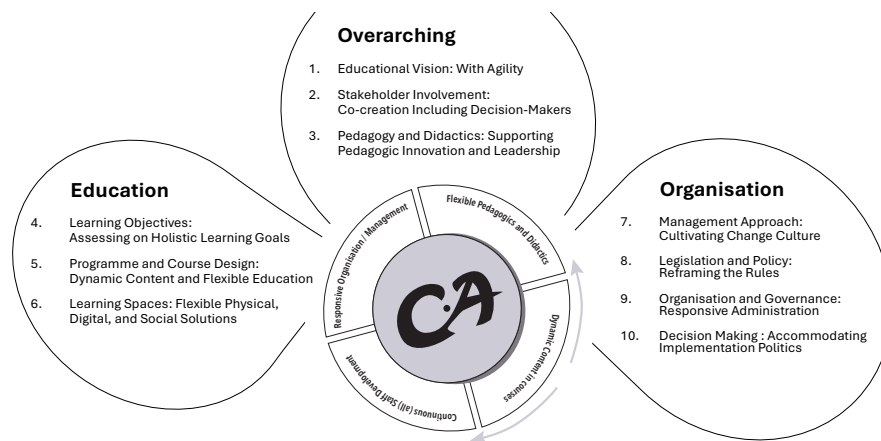 Overarching
1. Educational Vision: With Agility
2. Stakeholder Involvement:
Co-creation Including Decision-Makers
3. Pedagogy and Didactics: Supporting
Pedagogic Innovation and Leadership
Education
4. Learning Objectives:
Assessing on Holistic Learning Goals
5. Programme and Course Design:
Dynamic Content and Flexible Education
6. Learning Spaces: Flexible Physical,
Digital, and Social Solutions
Organisation
7. Management Approach:
Cultivating Change Culture
8. Legislation and Policy:
Reframing the Rules
9. Organisation and Governance:
Responsive Administration
10. Decision Making : Accommodating
Implementation Politics
Responsive Organisation / Management
Flexible Pedagogics and Didactics
Dynamic Content in courses
Continuous (all) Staff Development
CA